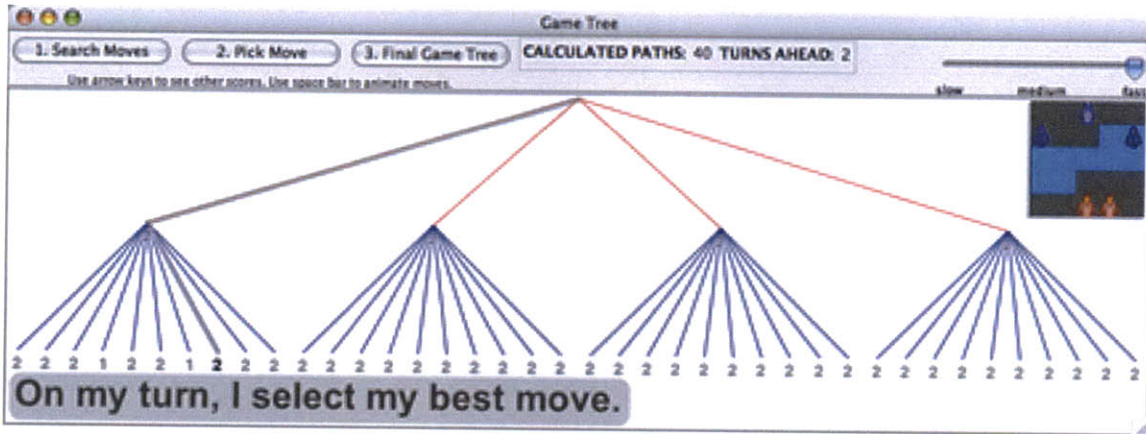 Game Tree
1. Search Moves 2. Pick Move 3. Final Game Tree CALCULATED PATHS: 40 TURNS AHEAD: 2
Use arrow keys to see other scores. Use space bar to animate moves.
slow medium fast
2 2 2 1 2 2 1 2 2 2 2 2 2 2 2 2 2 2 2 2 2 2 2 2 2 2 2 2 2 2 2 2 2 2 2 2 2 2 2 2
On my turn, I select my best move.